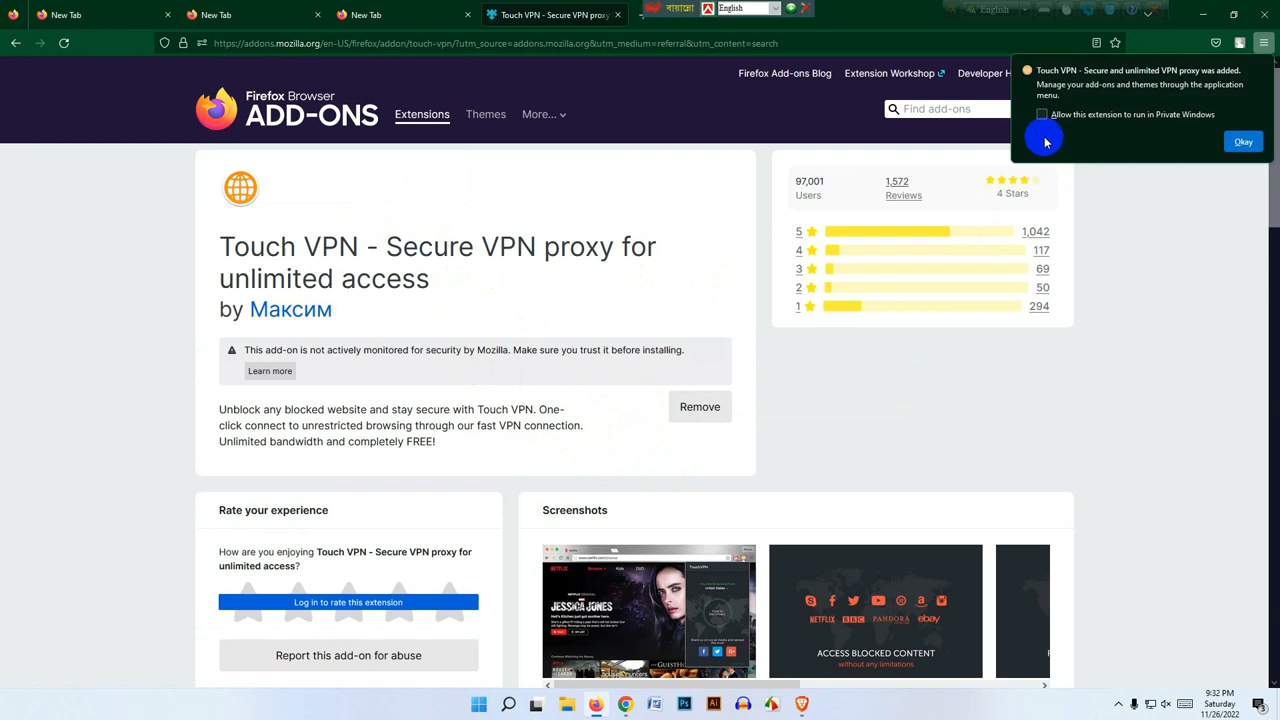 New Tab
New Tab
New Tab
Touch VPN - Secure VPN proxy
বায়ান্নো
English
https://addons.mozilla.org/en-US/firefox/addon/touch-vpn/?utm_source=addons.mozilla.org&utm_medium=referral&utm_content=search
Firefox Add-ons Blog
Extension Workshop
Developer H
Firefox Browser
ADD-ONS
Extensions
Themes
More...
Find add-ons
Touch VPN - Secure and unlimited VPN proxy was added.
Manage your add-ons and themes through the application
menu.
Allow this extension to run in Private Windows
Okay
Touch VPN - Secure VPN proxy for
unlimited access
by Максим
This add-on is not actively monitored for security by Mozilla. Make sure you trust it before installing.
Learn more
Unblock any blocked website and stay secure with Touch VPN. One-
click connect to unrestricted browsing through our fast VPN connection.
Unlimited bandwidth and completely FREE!
Remove
97,001
Users
1,572
Reviews
4 Stars
5 1,042
4 117
3 69
2 50
1 294
Rate your experience
How are you enjoying Touch VPN - Secure VPN proxy for
unlimited access?
Log in to rate this extension
Report this add-on for abuse
Screenshots
NETFLIX
JESSICA JONES
TouchVPN
NETFLIX BBC PANDORA ebay
ACCESS BLOCKED CONTENT
without any limitations
9:32 PM
Saturday
11/26/2022